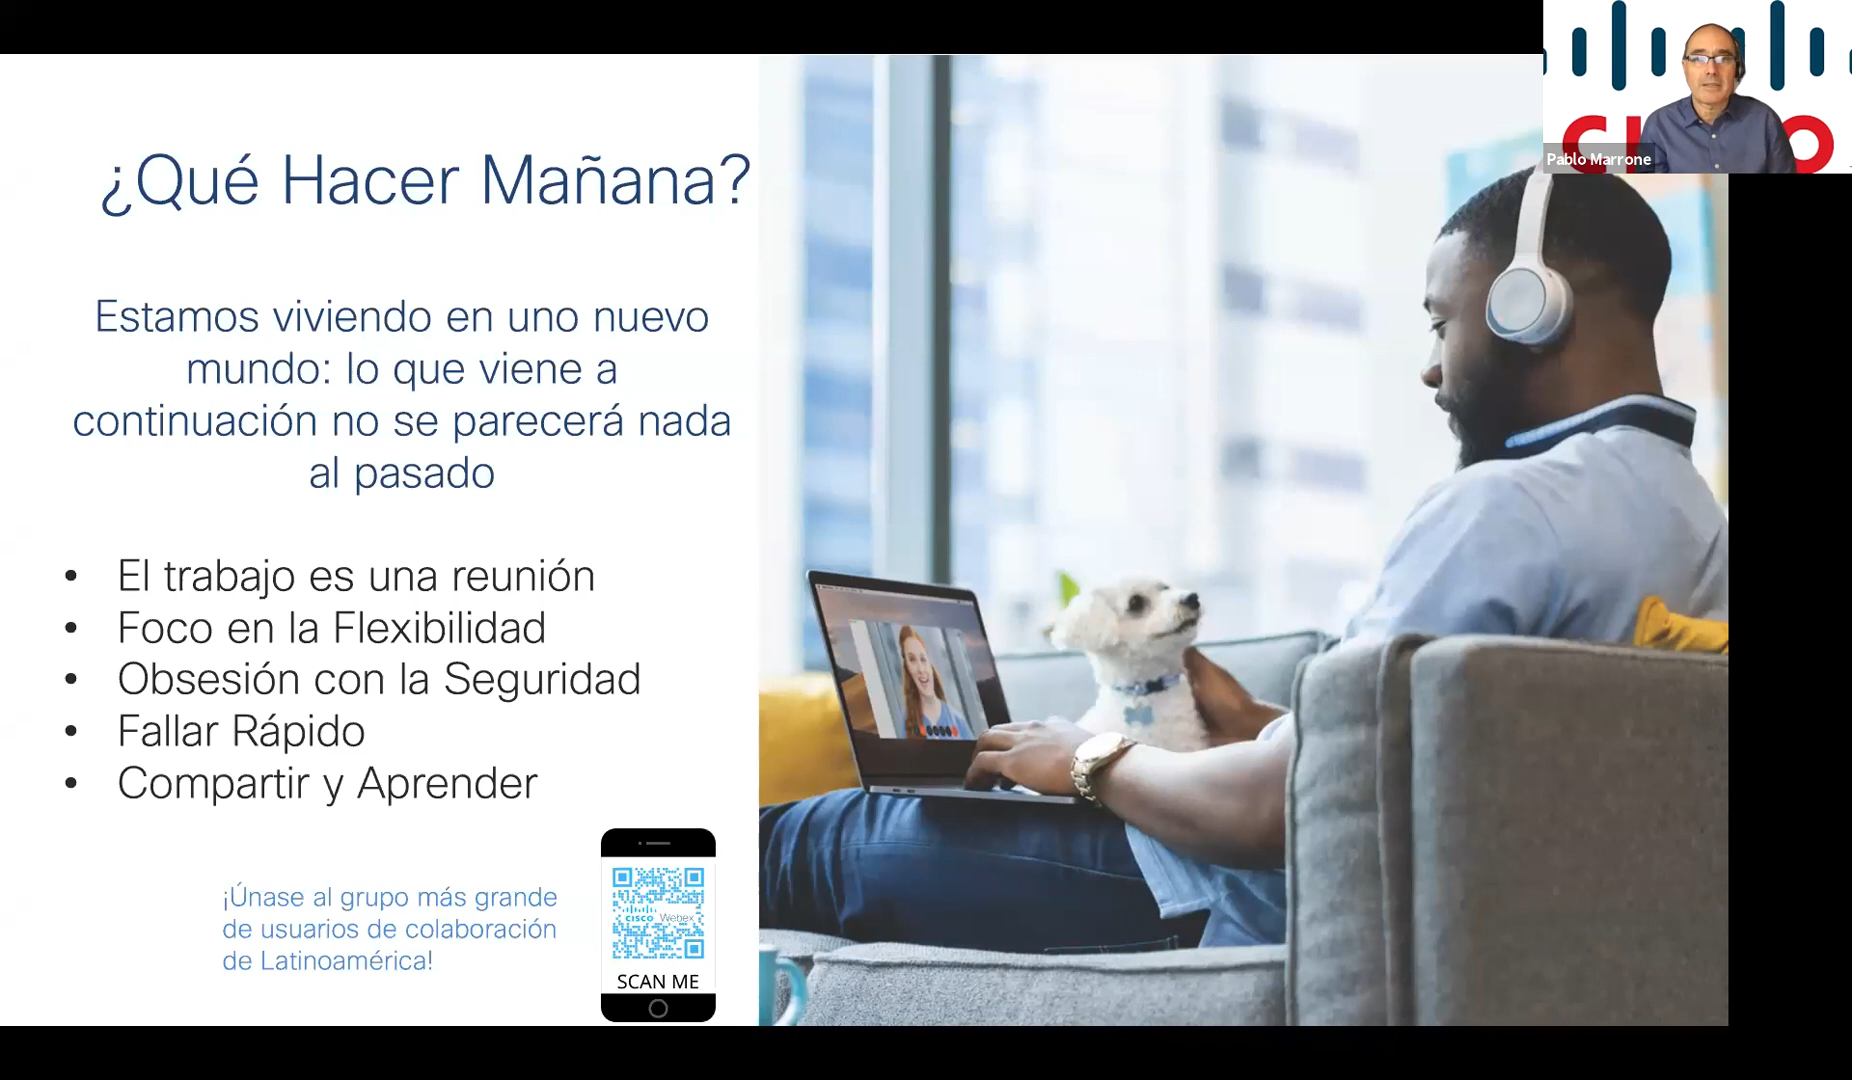 ¿Qué Hacer Mañana?
Estamos viviendo en uno nuevo
mundo: lo que viene a
continuación no se parecerá nada
al pasado
• El trabajo es una reunión
• Foco en la Flexibilidad
• Obsesión con la Seguridad
• Fallar Rápido
• Compartir y Aprender
¡Únase al grupo más grande
de usuarios de colaboración
de Latinoamérica!
CISCO Webex
SCAN ME
Pablo Marrone